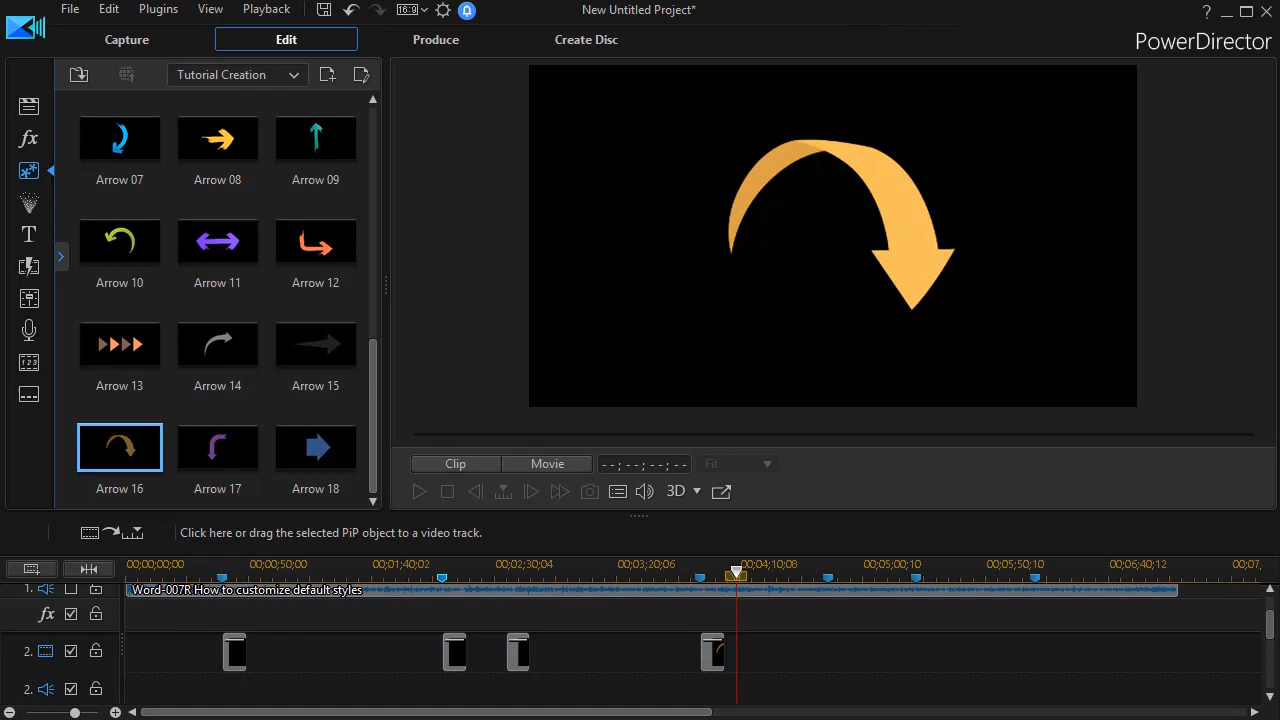 File Edit Plugins View Playback 16:9 New Untitled Project* ?
Capture Edit Produce Create Disc PowerDirector
Tutorial Creation
fx
T
1 2 3
Arrow 07 Arrow 08 Arrow 09
Arrow 10 Arrow 11 Arrow 12
Arrow 13 Arrow 14 Arrow 15
Arrow 16 Arrow 17 Arrow 18
Clip Movie --;--;--;-- Fit
3D
Click here or drag the selected PiP object to a video track.
00;00;00;00 00;00;50;00 00;01;40;02 00;02;30;04 00;03;20;06 00;04;10;08 00;05;00;10 00;05;50;10 00;06;40;12 00;07,
1. Word-007R How to customize default styles
fx
2.
2.